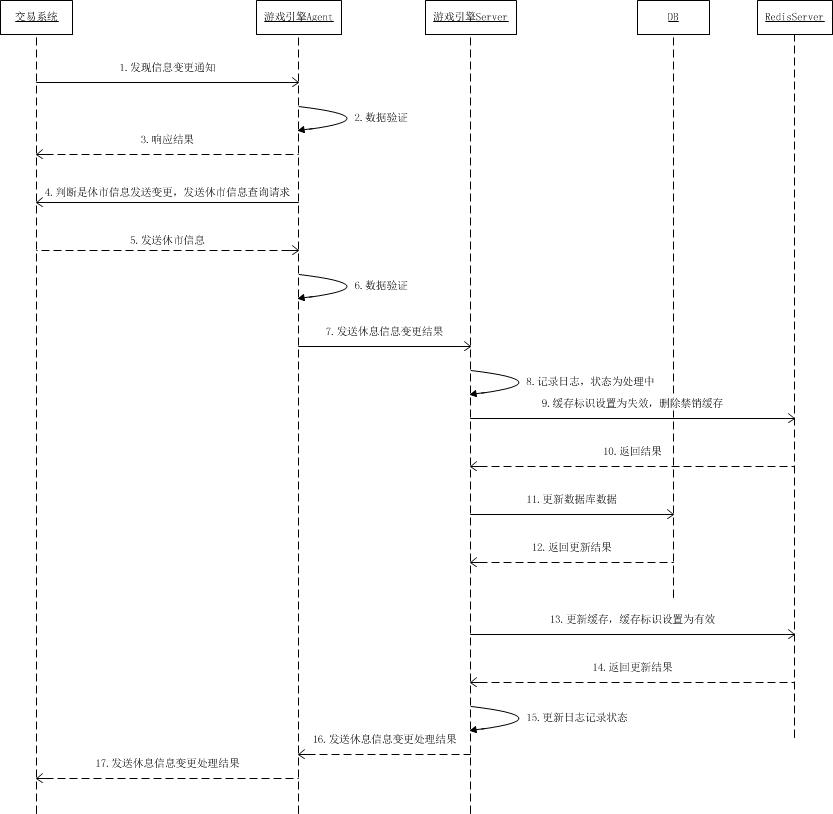 交易系统
游戏引擎Agent
游戏引擎Server
DB
RedisServer
1.发现信息变更通知
2.数据验证
3.响应结果
4.判断是休市信息发送变更，发送休市信息查询请求
5.发送休市信息
6.数据验证
7.发送休息信息变更结果
8.记录日志，状态为处理中
9.缓存标识设置为失效，删除禁销缓存
10.返回结果
11.更新数据库数据
12.返回更新结果
13.更新缓存，缓存标识设置为有效
14.返回更新结果
15.更新日志记录状态
16.发送休息信息变更处理结果
17.发送休息信息变更处理结果